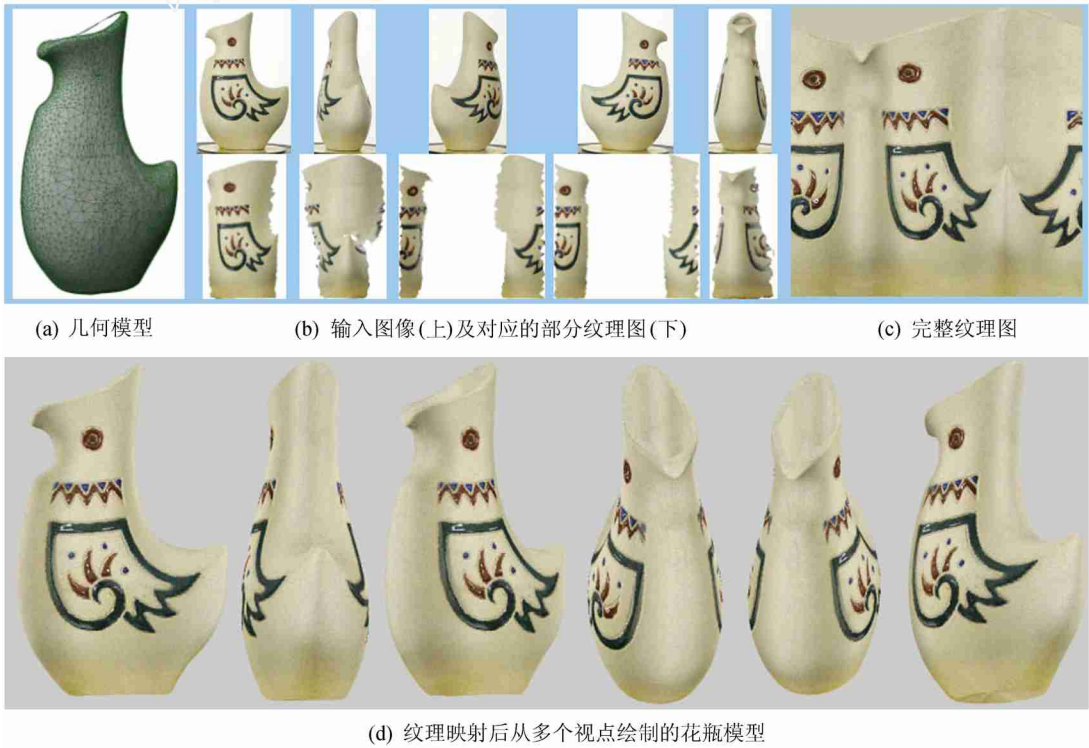 (a) 几何模型
(b) 输入图像(上)及对应的部分纹理图(下)
(c) 完整纹理图
(d) 纹理映射后从多个视点绘制的花瓶模型